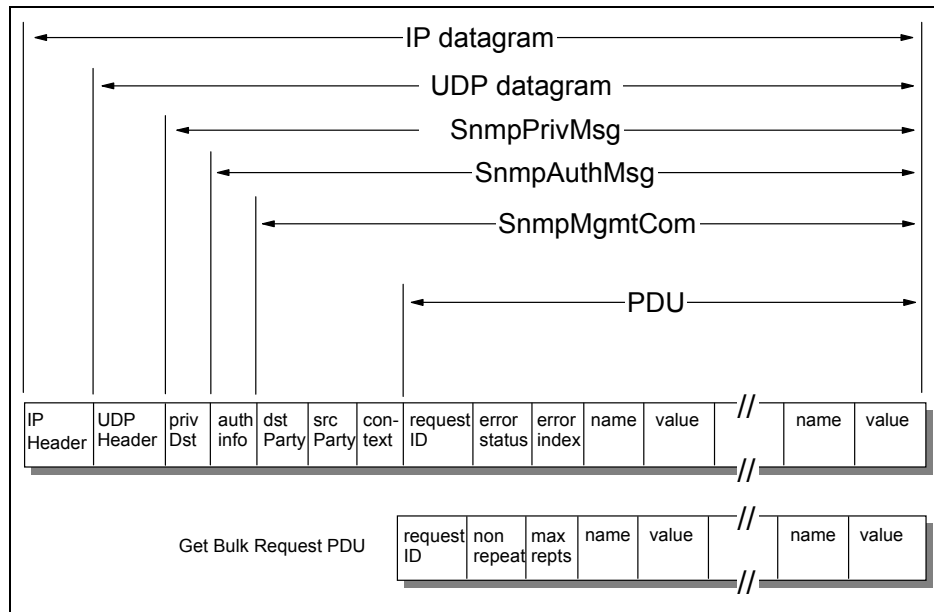 IP datagram
UDP datagram
SnmpPrivMsg
SnmpAuthMsg
SnmpMgmtCom
PDU
IP Header
UDP Header
priv Dst
auth info
dst Party
src Party
con-text
request ID
error status
error index
name
value
//
name
value
//
Get Bulk Request PDU
request ID
non repeat
max repts
name
value
//
name
value
//